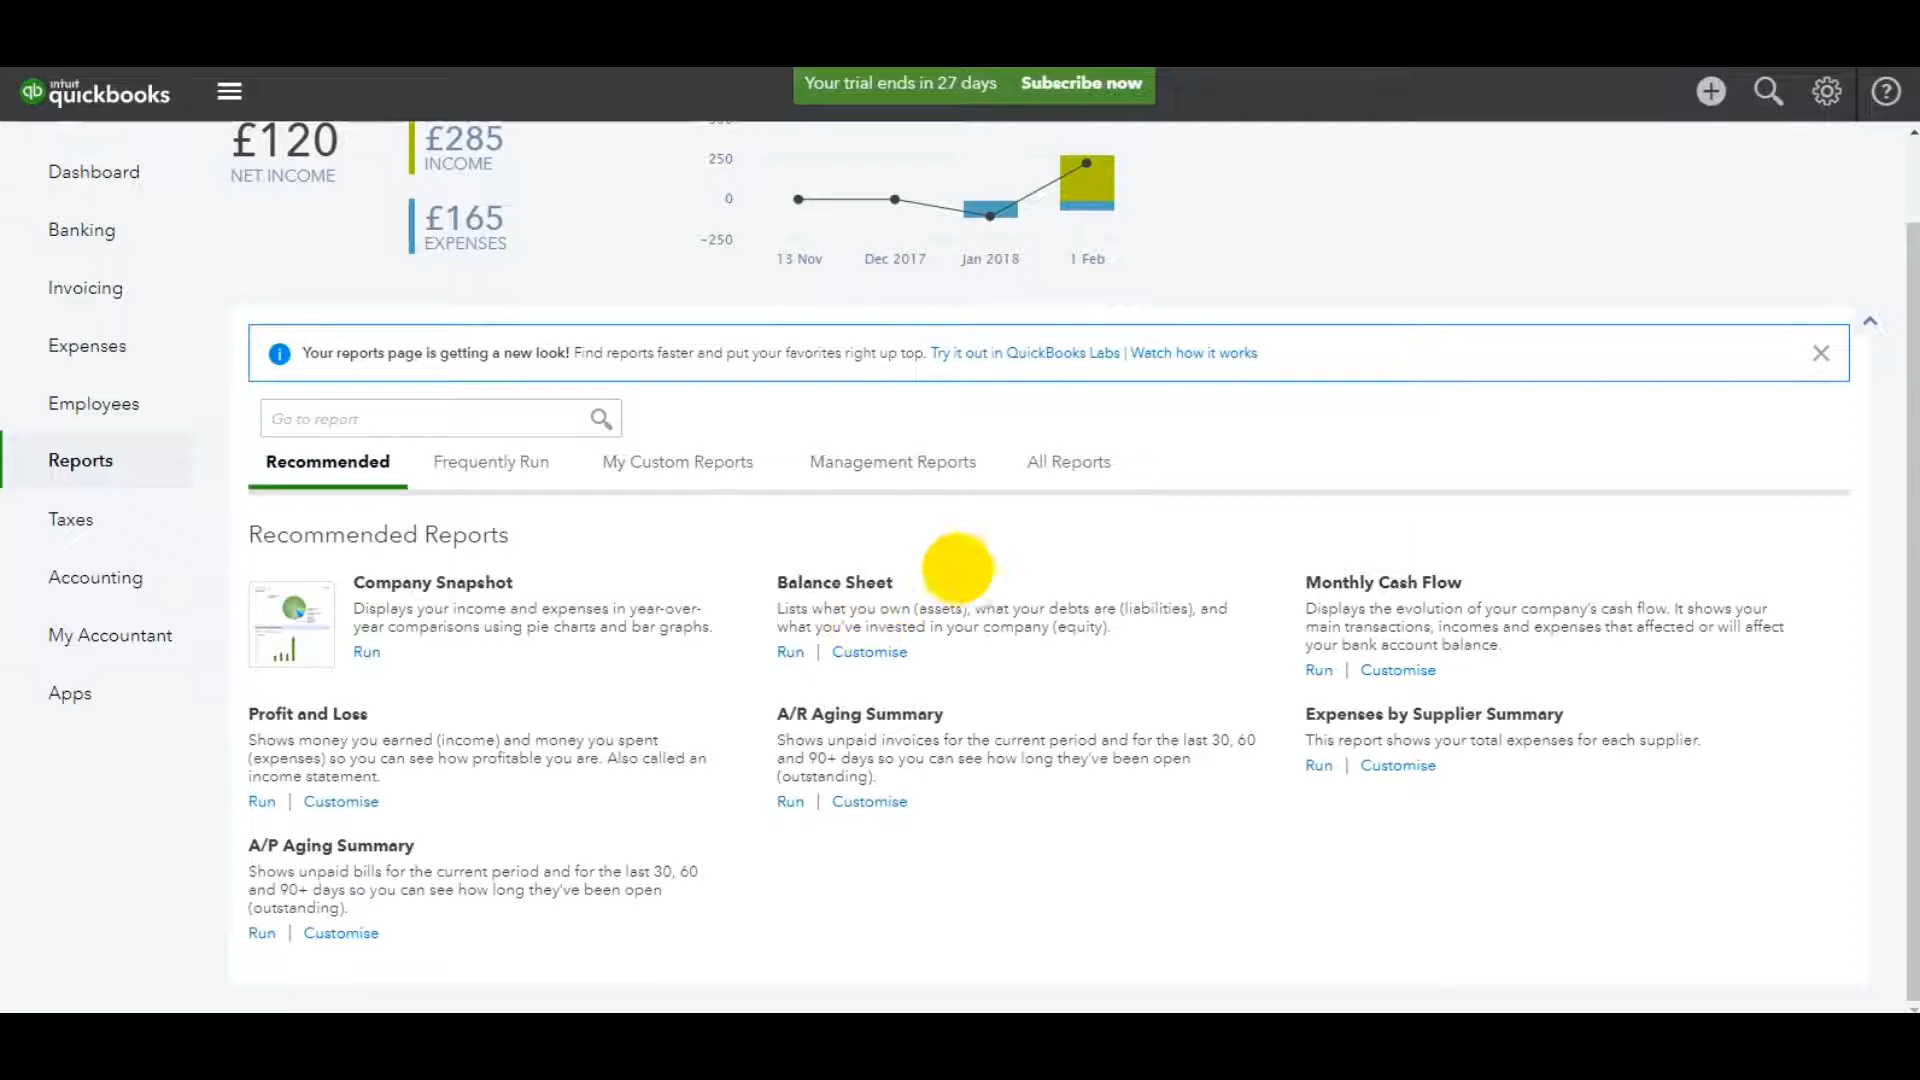 intuit
quickbooks
Your trial ends in 27 days Subscribe now
£120
NET INCOME
£285
INCOME
£165
EXPENSES
250
0
-250
13 Nov Dec 2017 Jan 2018 1 Feb
Dashboard
Banking
Invoicing
Expenses
Employees
Reports
Taxes
Accounting
My Accountant
Apps
Your reports page is getting a new look! Find reports faster and put your favorites right up top. Try it out in QuickBooks Labs | Watch how it works
Go to report
Recommended Frequently Run My Custom Reports Management Reports All Reports
Recommended Reports
Company Snapshot
Displays your income and expenses in year-over-
year comparisons using pie charts and bar graphs.
Run
Balance Sheet
Lists what you own (assets), what your debts are (liabilities), and
what you've invested in your company (equity).
Run | Customise
Monthly Cash Flow
Displays the evolution of your company's cash flow. It shows your
main transactions, incomes and expenses that affected or will affect
your bank account balance.
Run | Customise
Profit and Loss
Shows money you earned (income) and money you spent
(expenses) so you can see how profitable you are. Also called an
income statement.
Run | Customise
A/R Aging Summary
Shows unpaid invoices for the current period and for the last 30, 60
and 90+ days so you can see how long they've been open
(outstanding).
Run | Customise
Expenses by Supplier Summary
This report shows your total expenses for each supplier.
Run | Customise
A/P Aging Summary
Shows unpaid bills for the current period and for the last 30, 60
and 90+ days so you can see how long they've been open
(outstanding).
Run | Customise